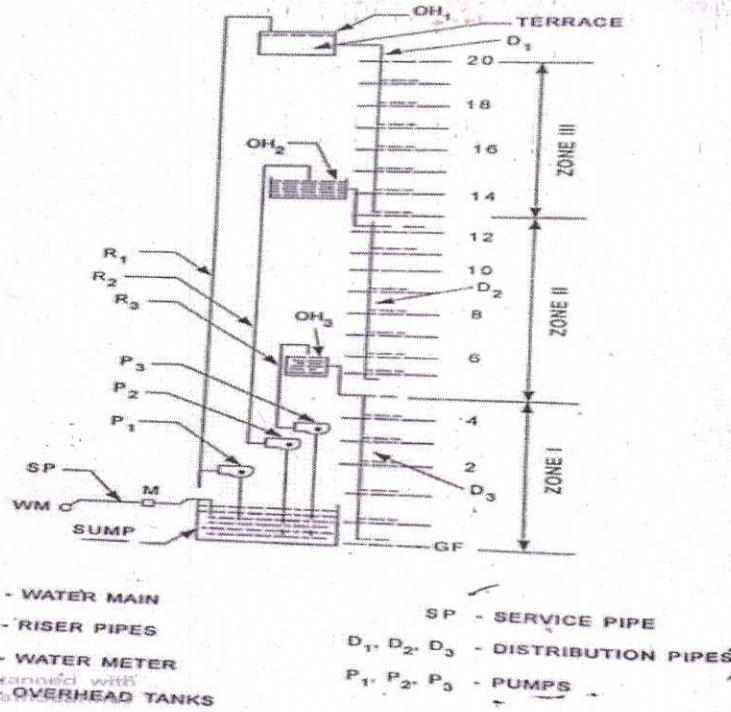 OH₁
TERRACE
D₁
20
18
ZONE III
16
OH₂
14
12
R₁
10
R₂
D₂
ZONE II
R₃
8
OH₃
6
P₃
P₂
4
P₁
ZONE I
2
SP
M
D₃
WM
SUMP
GF
- WATER MAIN
SP - SERVICE PIPE
- RISER PIPES
D₁, D₂, D₃ - DISTRIBUTION PIPES
- WATER METER
P₁, P₂, P₃ - PUMPS
- OVERHEAD TANKS